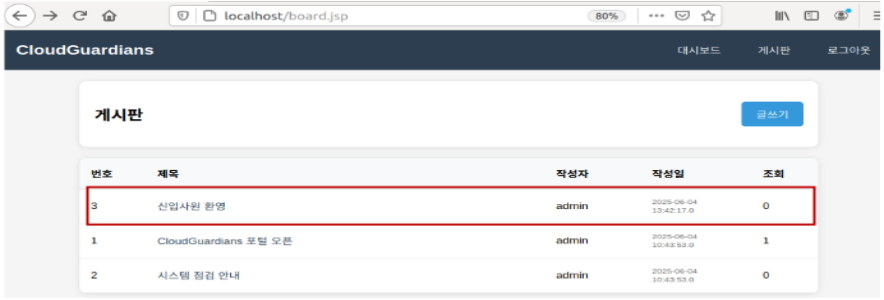 localhost/board.jsp 80%
CloudGuardians 대시보드 게시판 로그아웃
게시판 글쓰기
번호 제목 작성자 작성일 조회
3 신입사원 환영 admin 2025-06-04 13:42:17.0 0
1 CloudGuardians 포털 오픈 admin 2025-06-04 10:43:53.0 1
2 시스템 점검 안내 admin 2025-06-04 10:43:53.0 0